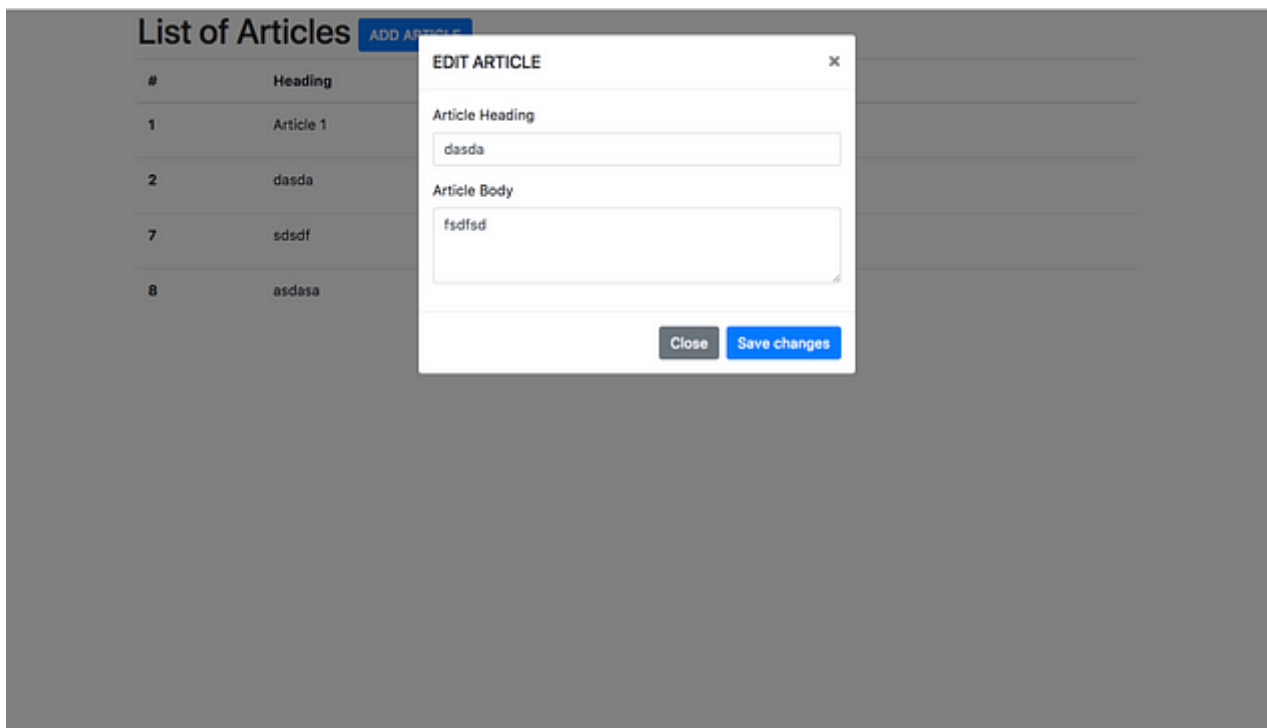 List of Articles ADD
EDIT ARTICLE ×
# Heading
Article Heading
1 Article 1
dasda
2 dasda
Article Body
7 sdsdf
fsdfsd
8 asdasa
Close Save changes